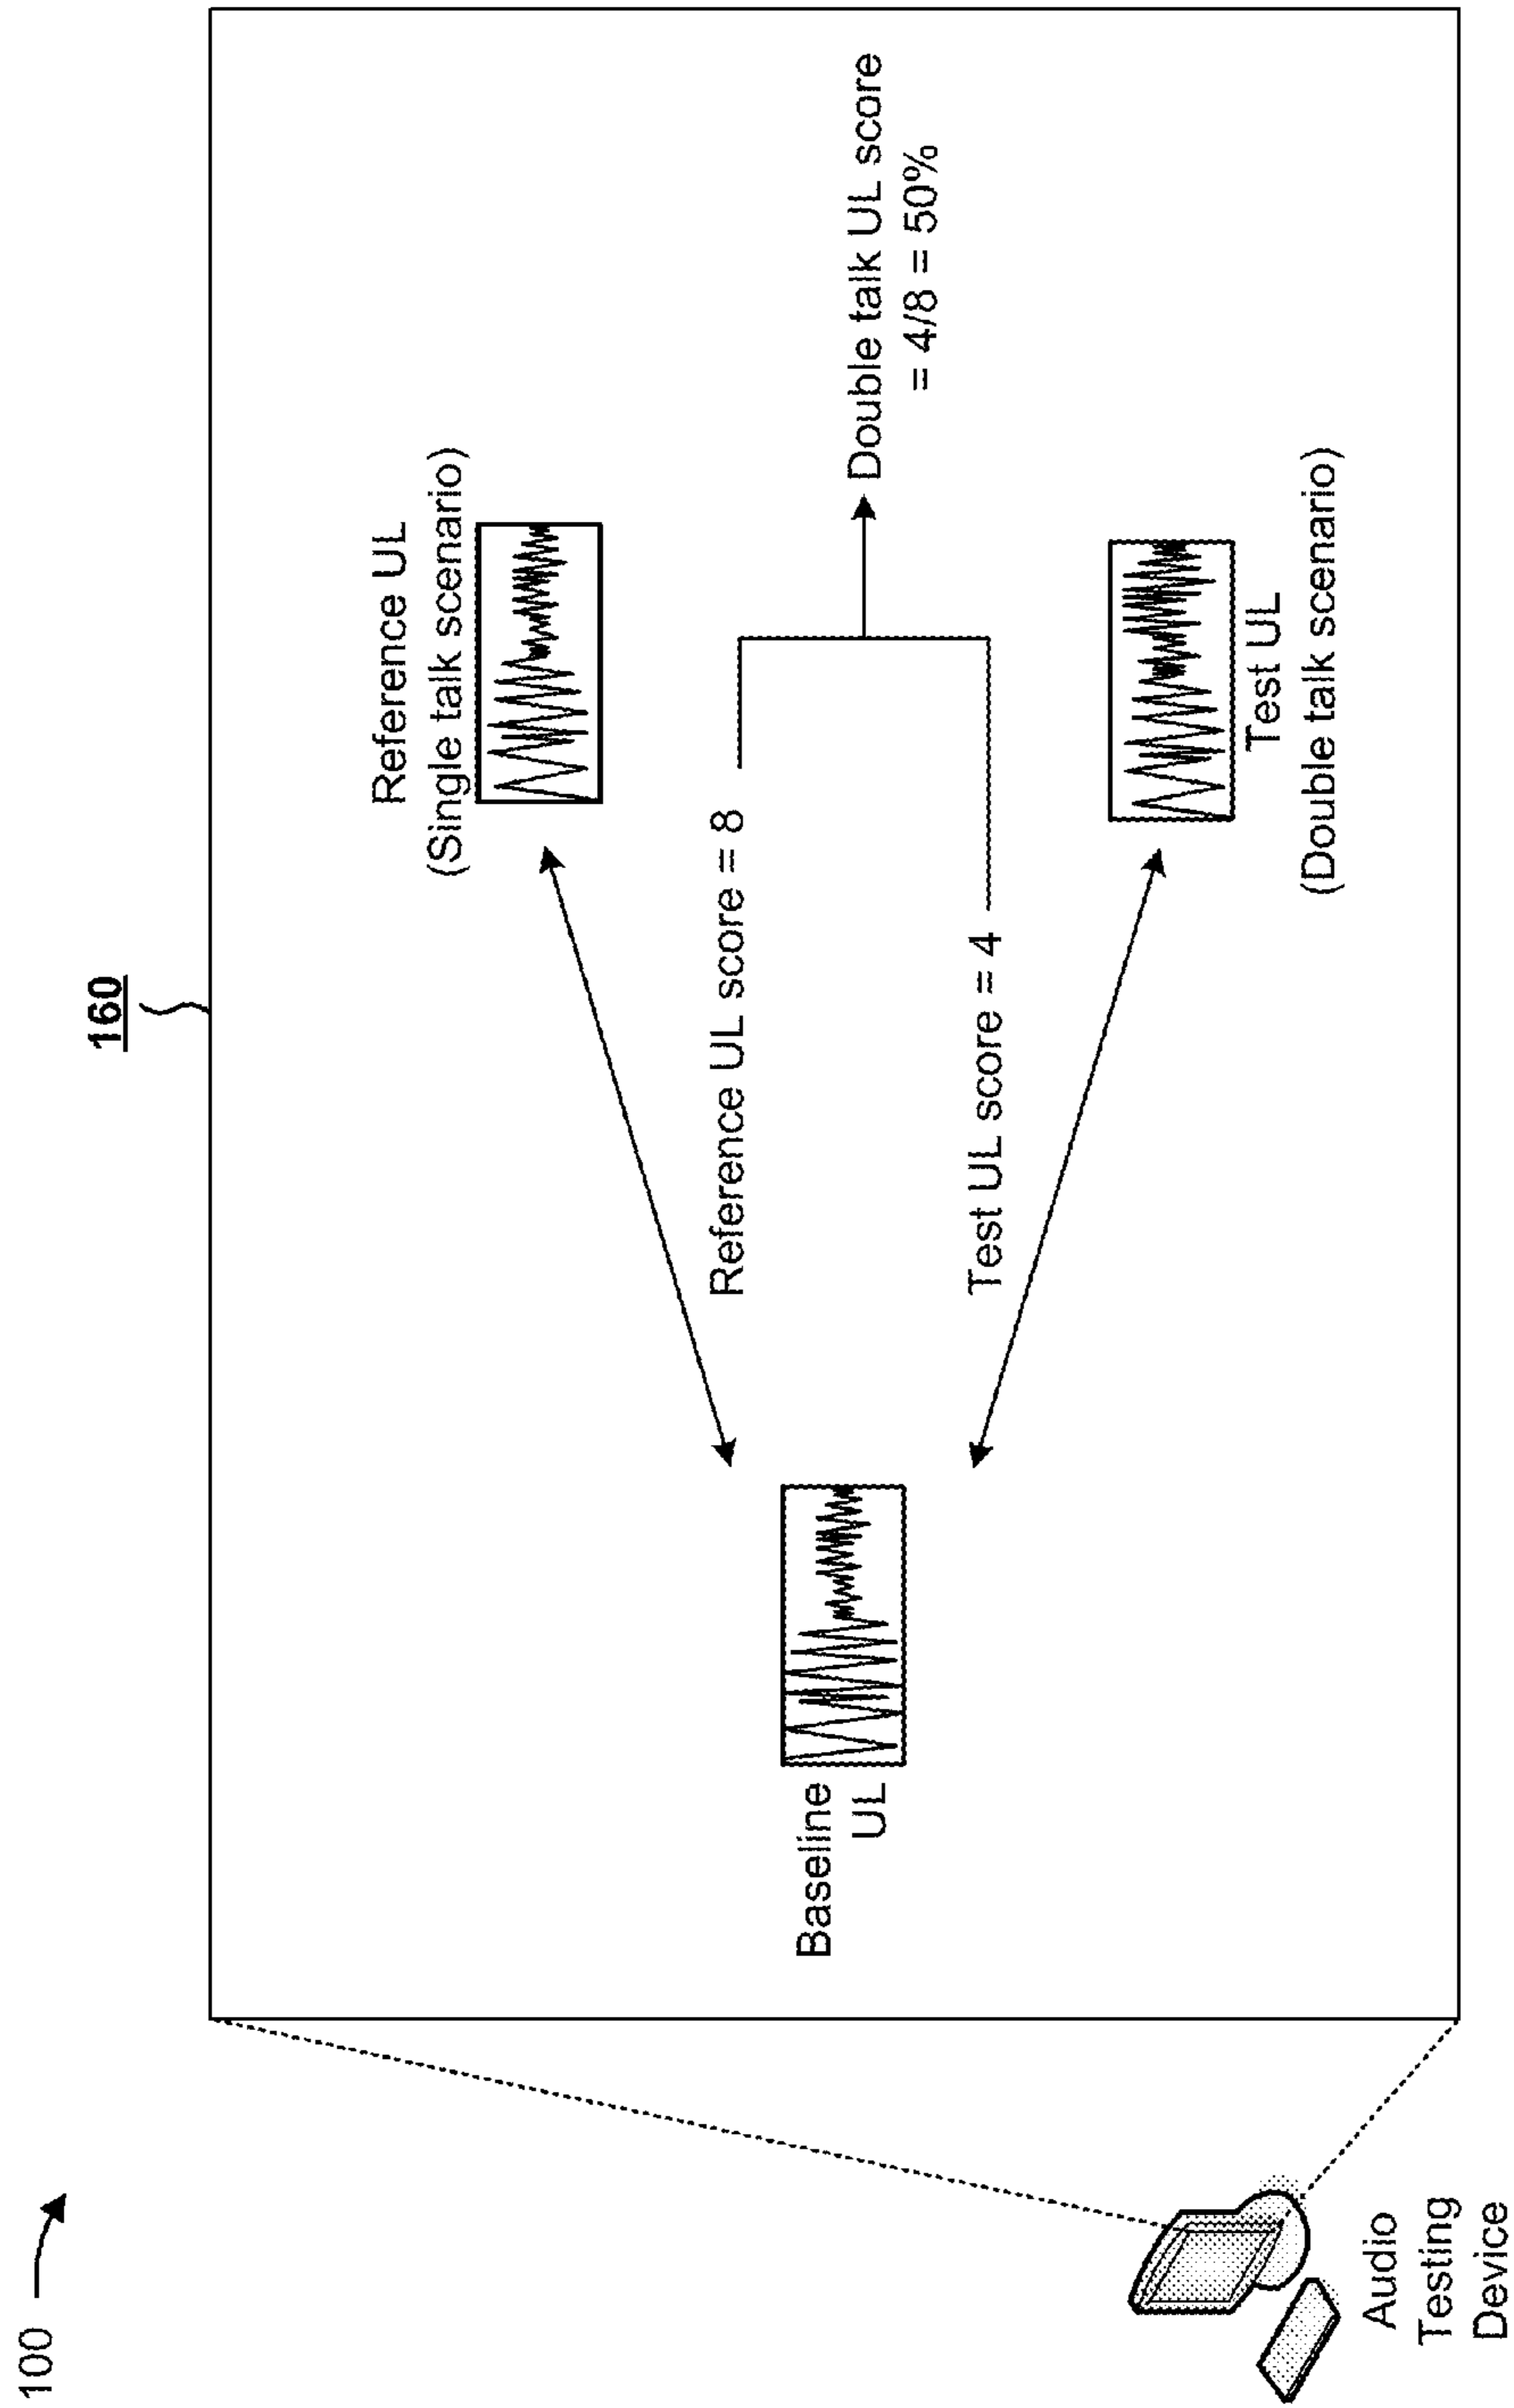 100
160
Reference UL
(Single talk scenario)
Baseline
UL
Reference UL score = 8
Double talk UL score
= 4/8 = 50%
Test UL score = 4
Test UL
(Double talk scenario)
Audio
Testing
Device